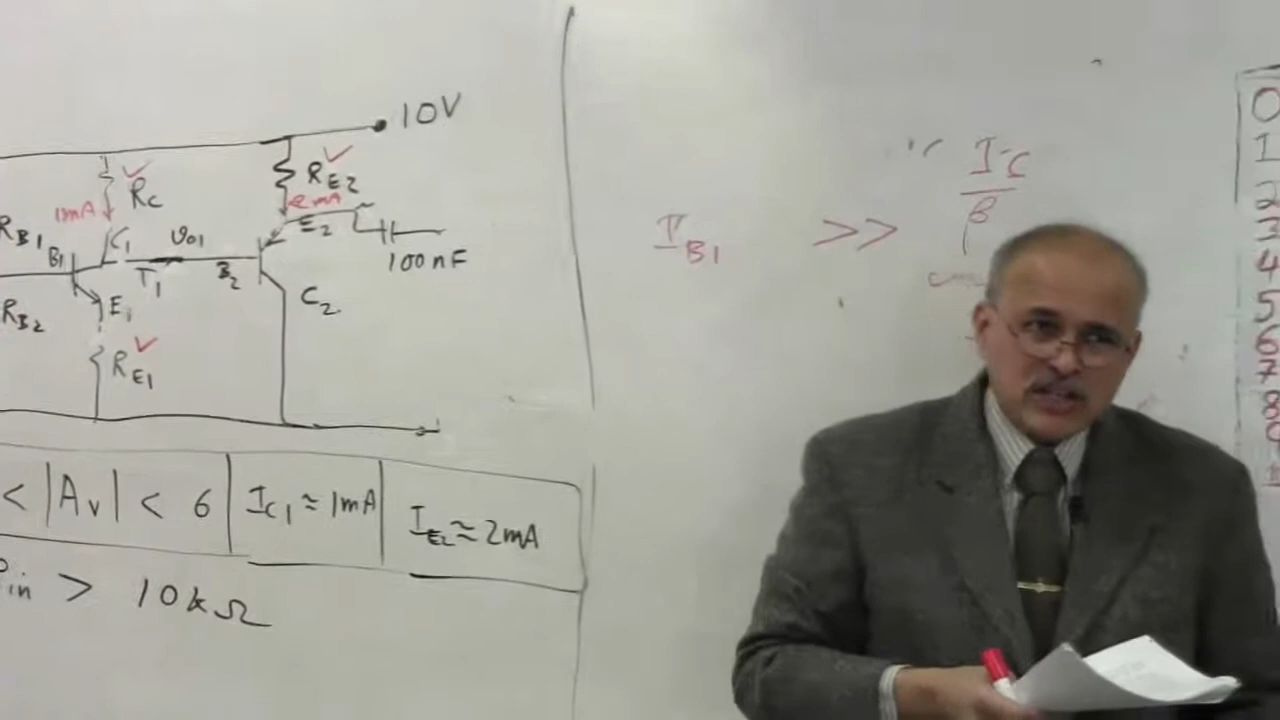 10V
RC
RE2
1mA
2mA
RB1
B1
C1
vo1
E2
T1
B2
100nF
RB2
E1
C2
RE1
< |Av| < 6
IC1 ≈ 1mA
IE2 ≈ 2mA
in > 10kΩ
IB1 >> IC
β
0
1
2
3
4
5
6
7
8